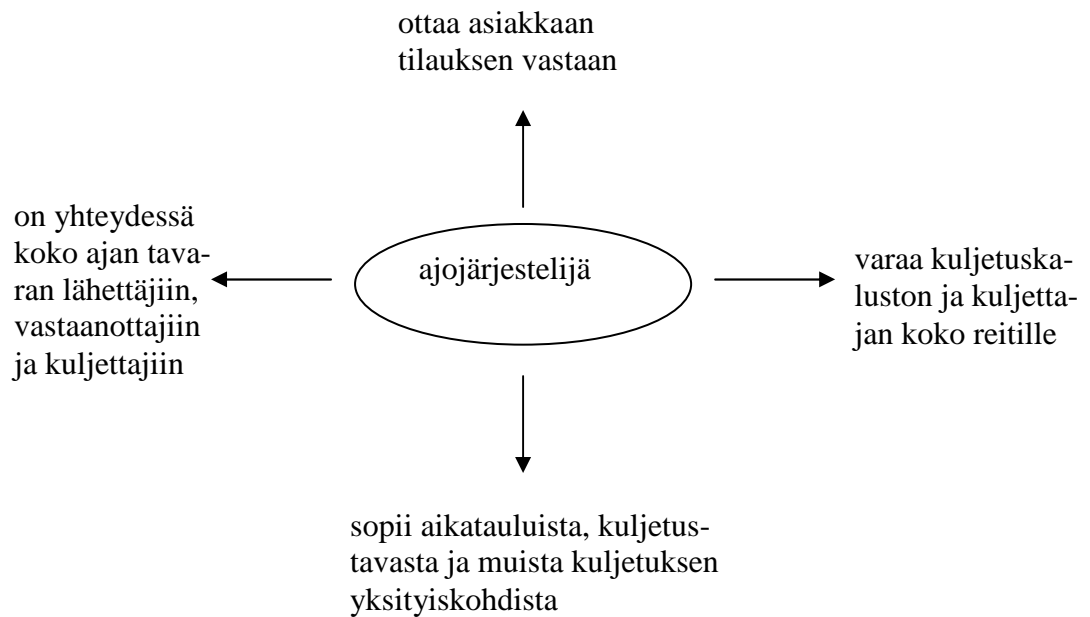 ottaa asiakkaan
tilauksen vastaan
on yhteydessä
koko ajan tava-
ran lähettäjiin,
vastaanottajiin
ja kuljettajiin
ajojärjestelijä
varaa kuljetuska-
luston ja kuljetta-
jan koko reitille
sopii aikatauluista, kuljetus-
tavasta ja muista kuljetuksen
yksityiskohdista